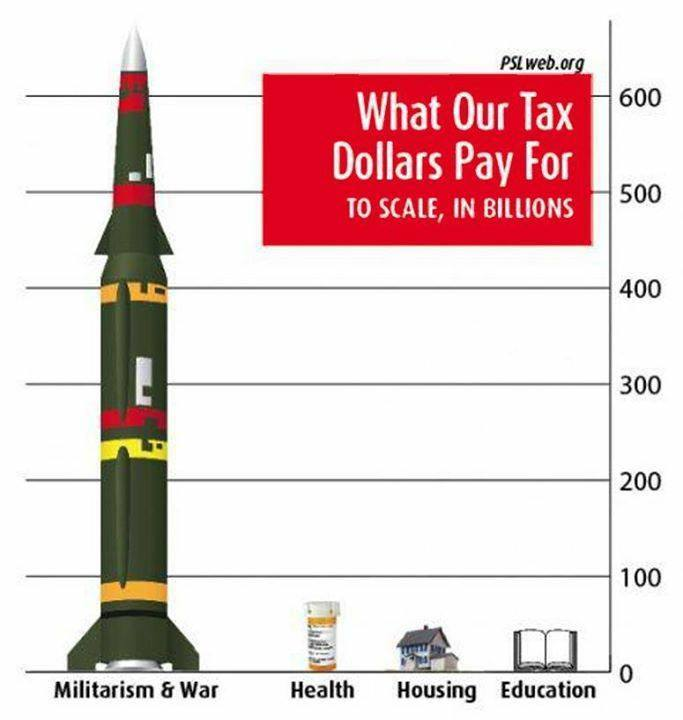 PSLweb.org
What Our Tax
Dollars Pay For
TO SCALE, IN BILLIONS
600
500
400
300
200
100
0
Militarism & War
Health
Housing
Education